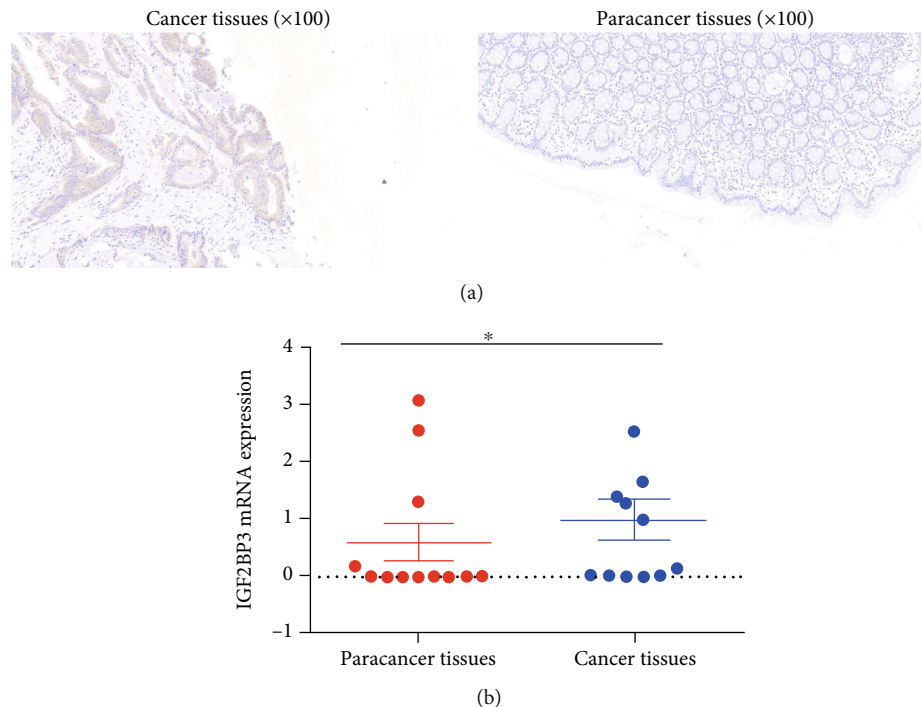 Cancer tissues (×100)
Paracancer tissues (×100)
(a)
*
4
3
2
1
0
–1
IGF2BP3 mRNA expression
Paracancer tissues
Cancer tissues
(b)